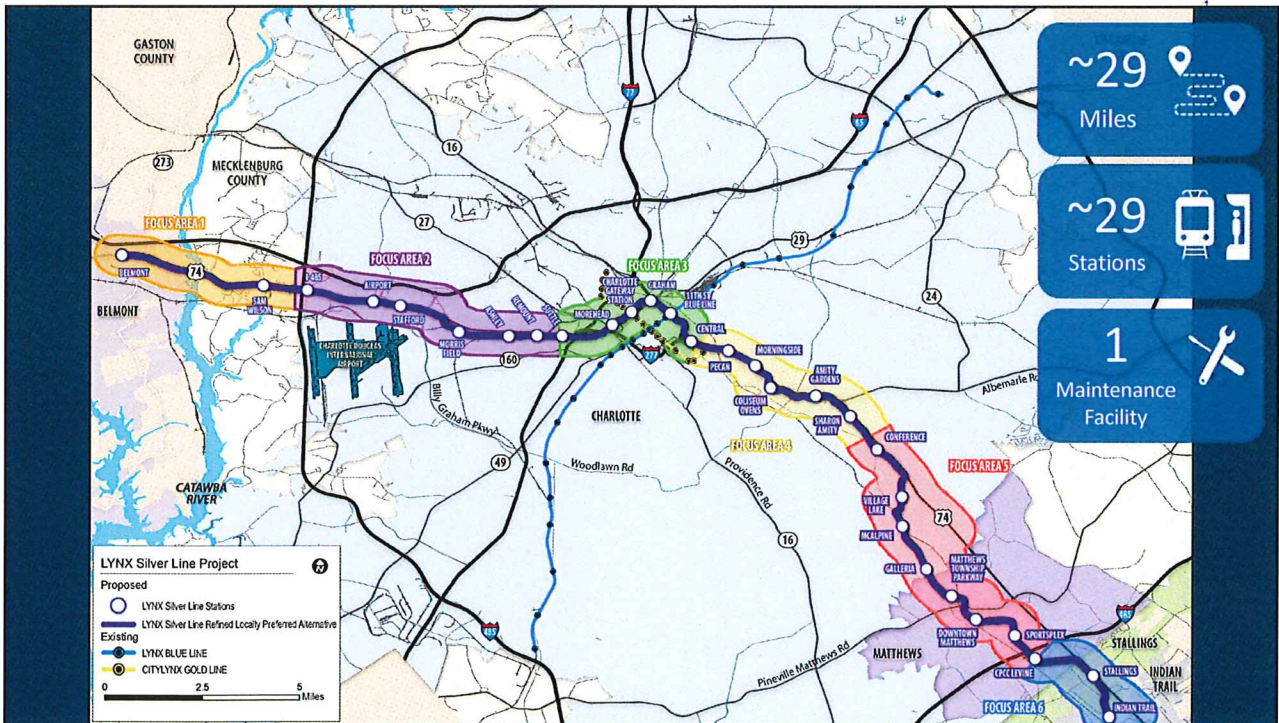 GASTON
COUNTY
77
85
16
273
MECKLENBURG
COUNTY
27
29
FOCUS AREA 1
FOCUS AREA 2
FOCUS AREA 3
74
BELMONT
SAM
WILSON
I-485
AIRPORT
STAFFORD
MORRIS
FIELD
ASHLEY
REMOUNT
SUTTLE
MOREHEAD
CHARLOTTE
GATEWAY
STATION
GRAHAM
11TH ST
BLUE LINE
CENTRAL
24
BELMONT
CHARLOTTE DOUGLAS
INTERNATIONAL
AIRPORT
160
277
PECAN
MORNINGSIDE
COLISEUM
OVENS
AMITY
GARDENS
SHARON
AMITY
Albemarle Rd
Billy Graham Pkwy
CHARLOTTE
FOCUS AREA 4
CONFERENCE
49
Woodlawn Rd
Providence Rd
FOCUS AREA 5
CATAWBA
RIVER
VILLAGE
LAKE
74
MCALPINE
16
GALLERIA
MATTHEWS
TOWNSHIP
PARKWAY
485
485
DOWNTOWN
MATTHEWS
SPORTSPLEX
MATTHEWS
STALLINGS
Pineville Matthews Rd
CPCC LEVINE
STALLINGS
INDIAN
TRAIL
FOCUS AREA 6
INDIAN TRAIL
LYNX Silver Line Project
N
Proposed
LYNX Silver Line Stations
LYNX Silver Line Refined Locally Preferred Alternative
Existing
LYNX BLUE LINE
CITYLYNX GOLD LINE
0 2.5 5
Miles
~29
Miles
~29
Stations
1
Maintenance
Facility